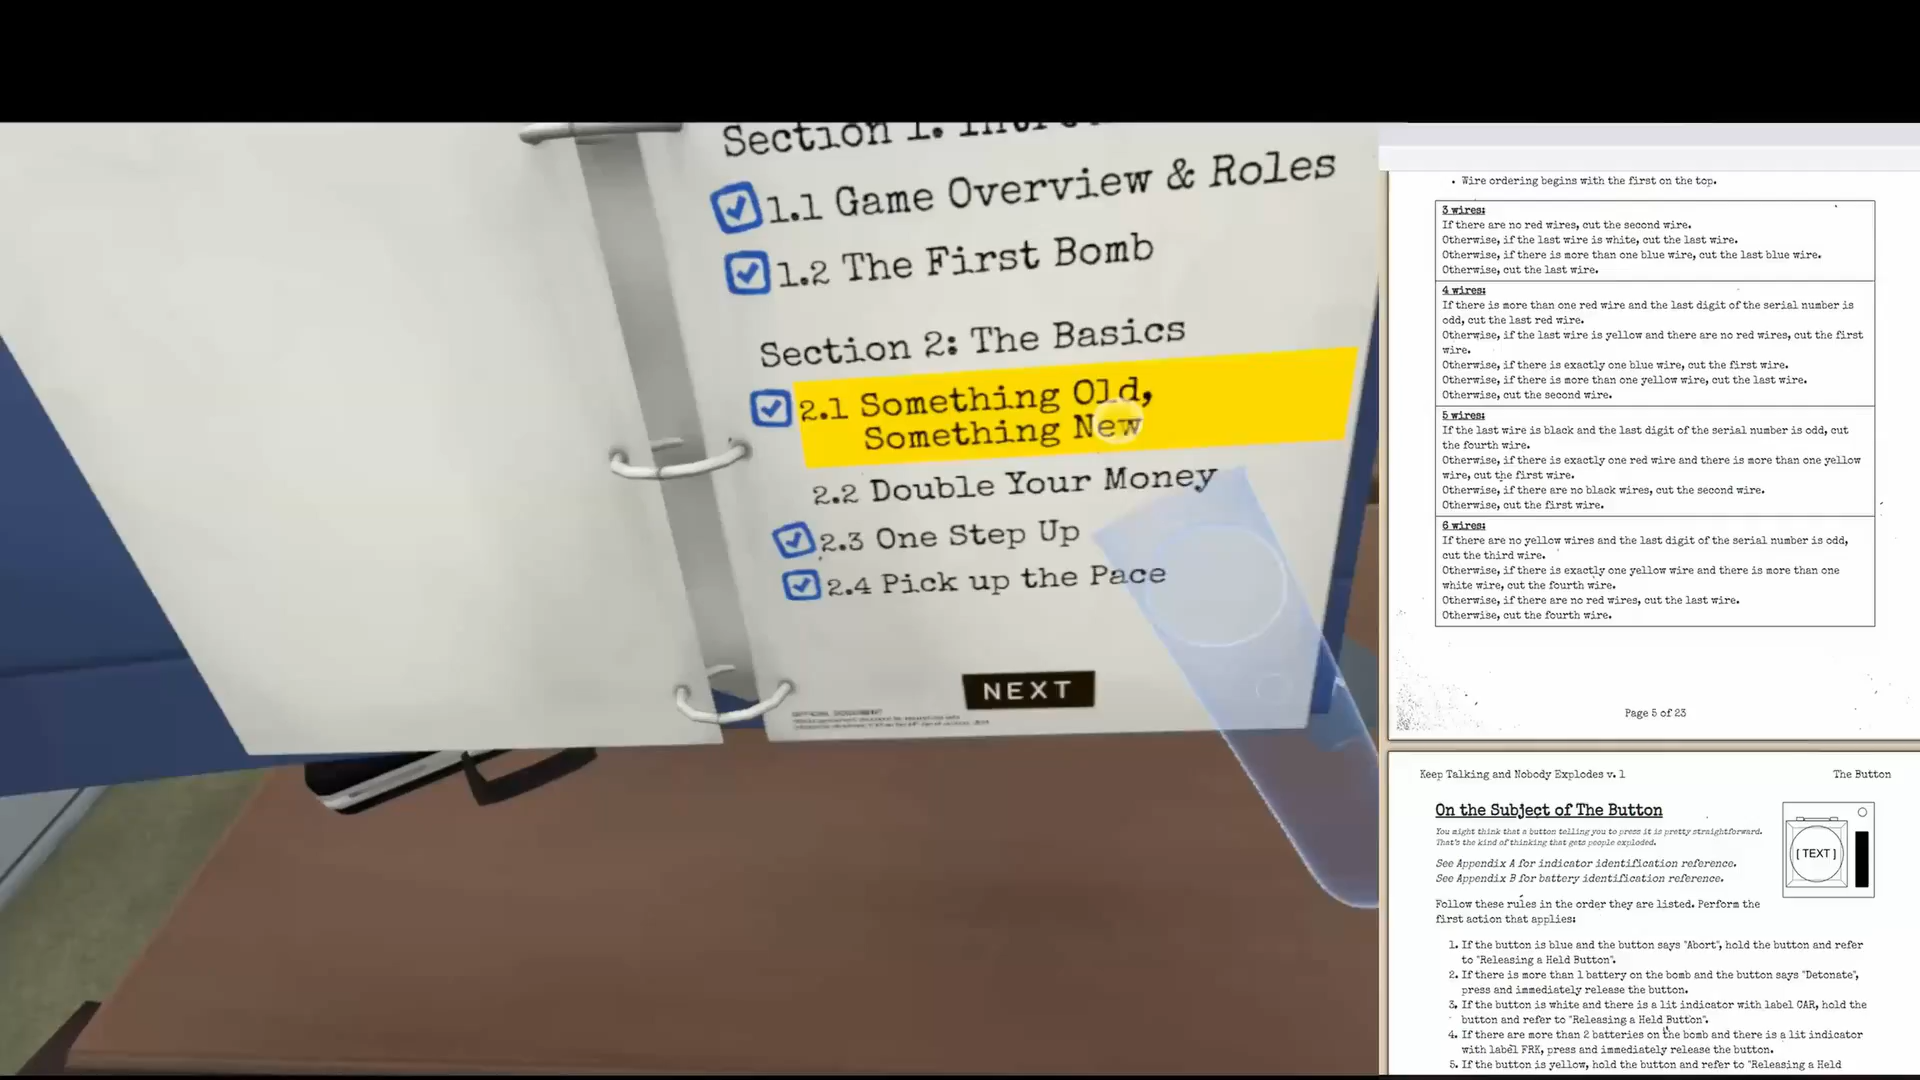 Section 1:
1.1 Game Overview & Roles
1.2 The First Bomb
Section 2: The Basics
2.1 Something Old,
Something New
2.2 Double Your Money
2.3 One Step Up
2.4 Pick up the Pace
NEXT
• Wire ordering begins with the first on the top.
3 wires:
If there are no red wires, cut the second wire.
Otherwise, if the last wire is white, cut the last wire.
Otherwise, if there is more than one blue wire, cut the last blue wire.
Otherwise, cut the last wire.
4 wires:
If there is more than one red wire and the last digit of the serial number is
odd, cut the last red wire.
Otherwise, if the last wire is yellow and there are no red wires, cut the first
wire.
Otherwise, if there is exactly one blue wire, cut the first wire.
Otherwise, if there is more than one yellow wire, cut the last wire.
Otherwise, cut the second wire.
5 wires:
If the last wire is black and the last digit of the serial number is odd, cut
the fourth wire.
Otherwise, if there is exactly one red wire and there is more than one yellow
wire, cut the first wire.
Otherwise, if there are no black wires, cut the second wire.
Otherwise, cut the first wire.
6 wires:
If there are no yellow wires and the last digit of the serial number is odd,
cut the third wire.
Otherwise, if there is exactly one yellow wire and there is more than one
white wire, cut the fourth wire.
Otherwise, if there are no red wires, cut the last wire.
Otherwise, cut the fourth wire.
Page 5 of 23
Keep Talking and Nobody Explodes v. 1
The Button
On the Subject of The Button
You might think that a button telling you to press it is pretty straightforward.
That's the kind of thinking that gets people exploded.
See Appendix A for indicator identification reference.
See Appendix B for battery identification reference.
[TEXT]
Follow these rules in the order they are listed. Perform the
first action that applies:
1. If the button is blue and the button says "Abort", hold the button and refer
to "Releasing a Held Button".
2. If there is more than 1 battery on the bomb and the button says "Detonate",
press and immediately release the button.
3. If the button is white and there is a lit indicator with label CAR, hold the
button and refer to "Releasing a Held Button".
4. If there are more than 2 batteries on the bomb and there is a lit indicator
with label FRK, press and immediately release the button.
5. If the button is yellow, hold the button and refer to "Releasing a Held